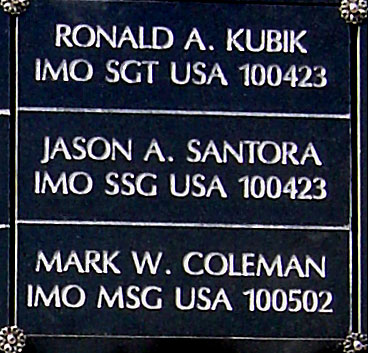 RONALD A. KUBIK
IMO SGT USA 100423
JASON A. SANTORA
IMO SSG USA 100423
MARK W. COLEMAN
IMO MSG USA 100502